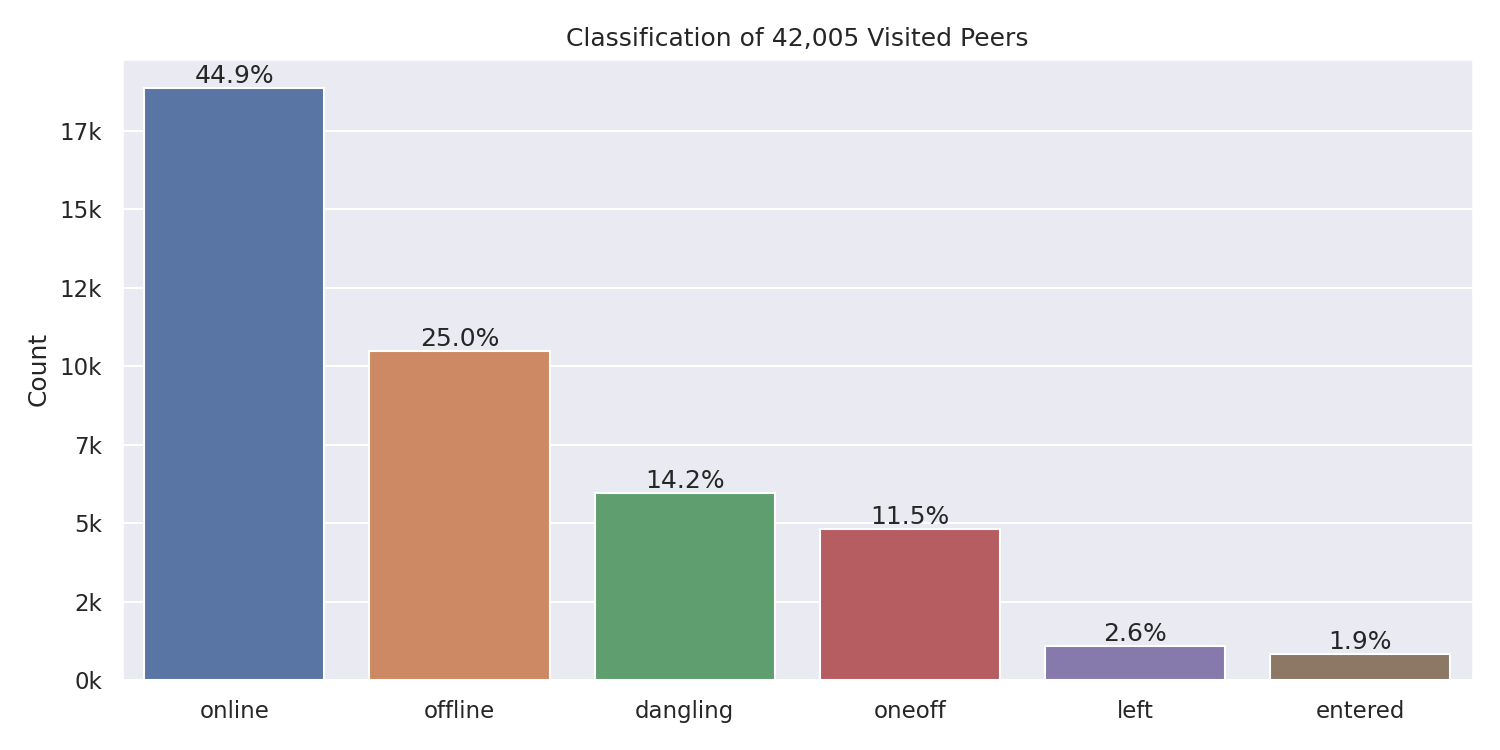 Classification of 42,005 Visited Peers
Count
17k
15k
12k
10k
7k
5k
2k
0k
44.9%
25.0%
14.2%
11.5%
2.6%
1.9%
online
offline
dangling
oneoff
left
entered